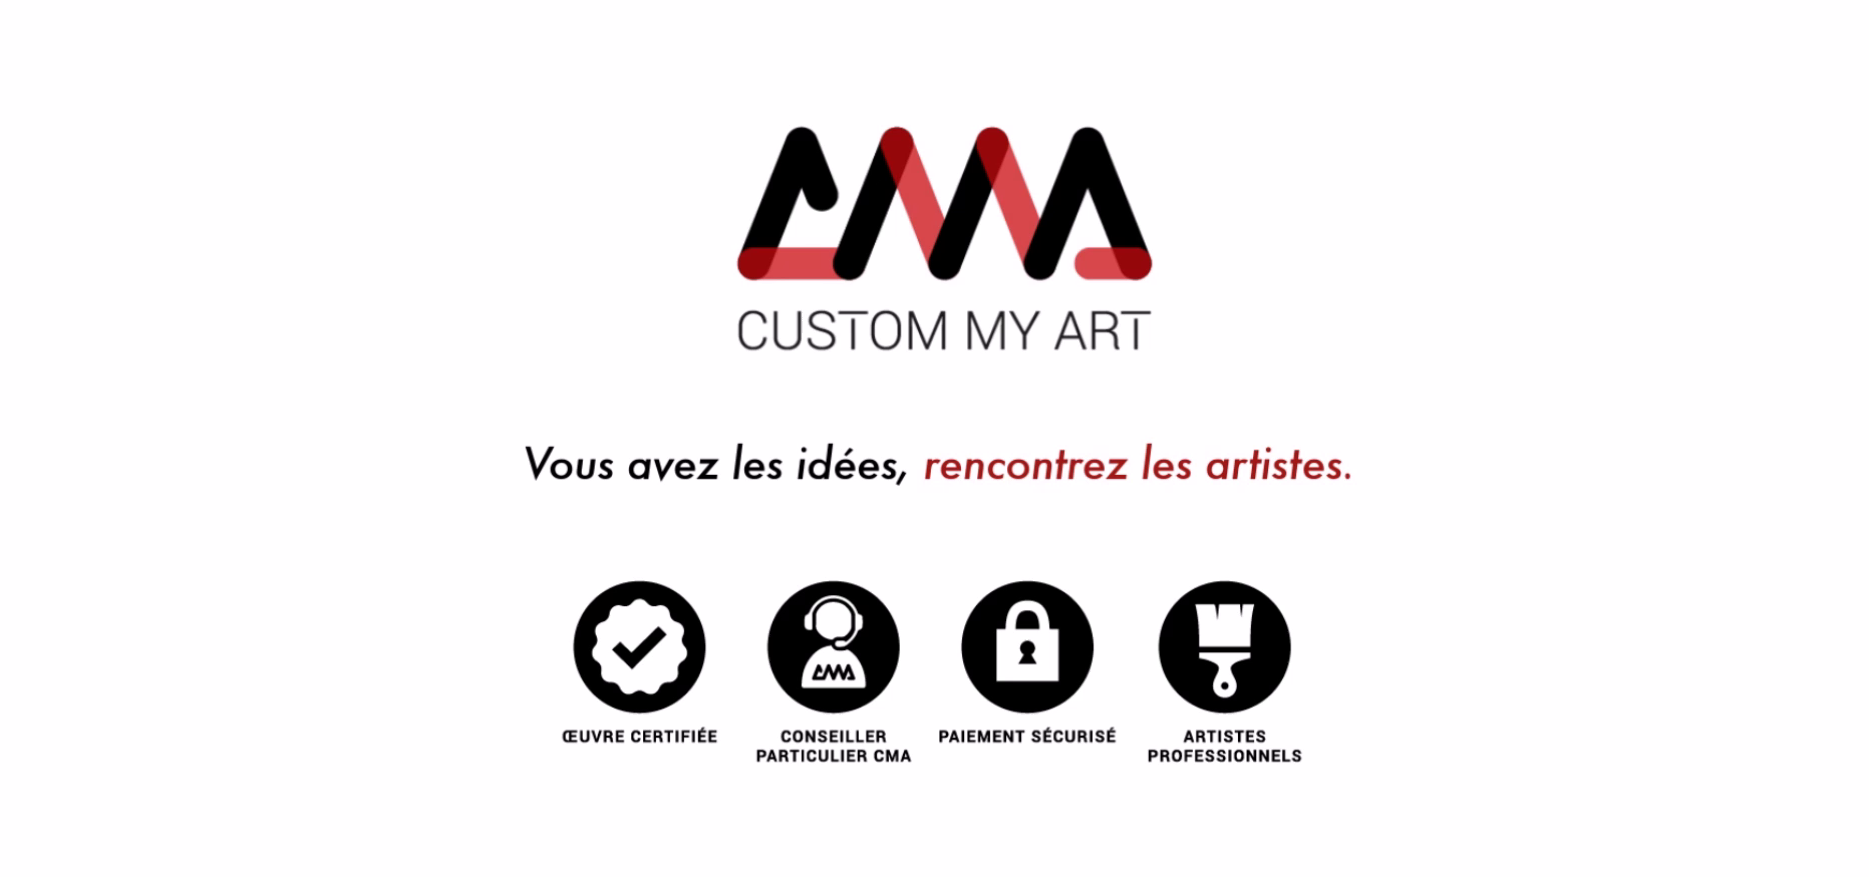 CMA
CUSTOM MY ART
Vous avez les idées, rencontrez les artistes.
CMA
ŒUVRE CERTIFIÉE
CONSEILLER
PARTICULIER CMA
PAIEMENT SÉCURISÉ
ARTISTES
PROFESSIONNELS